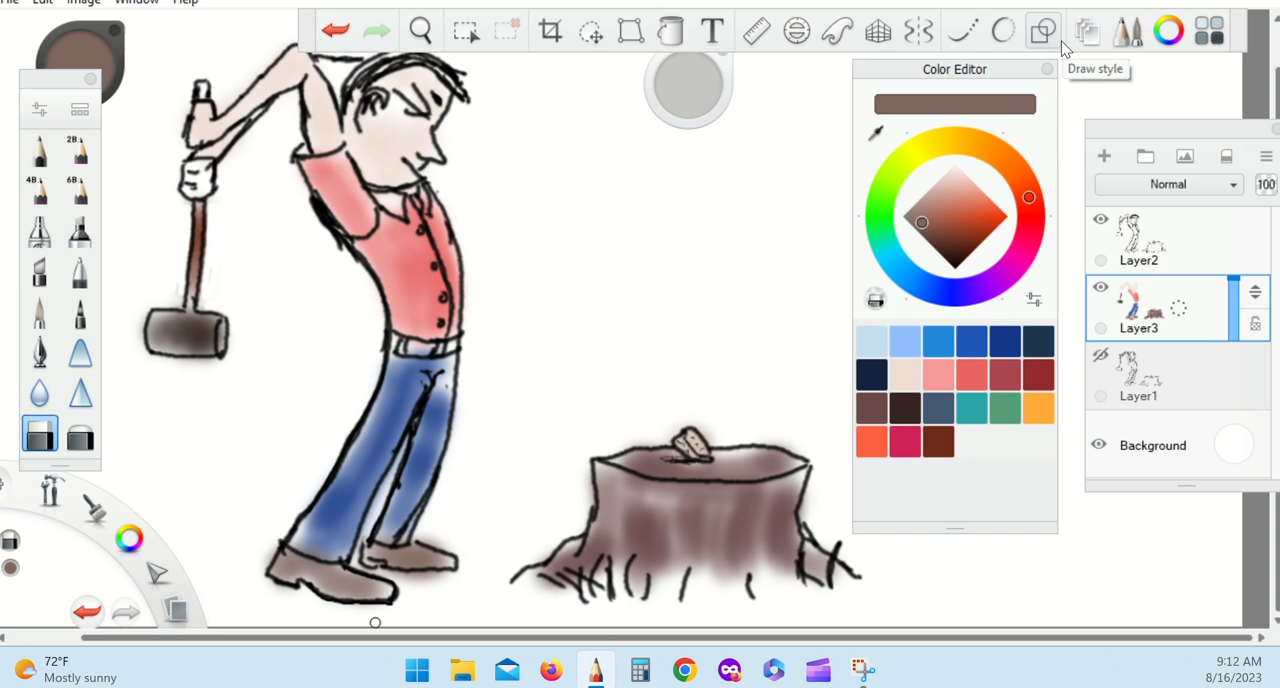 File Edit Image Window Help
T
Draw style
Color Editor
2B
4B 6B
Normal 100
Layer2
Layer3
Layer1
Background
72°F
Mostly sunny
9:12 AM
8/16/2023